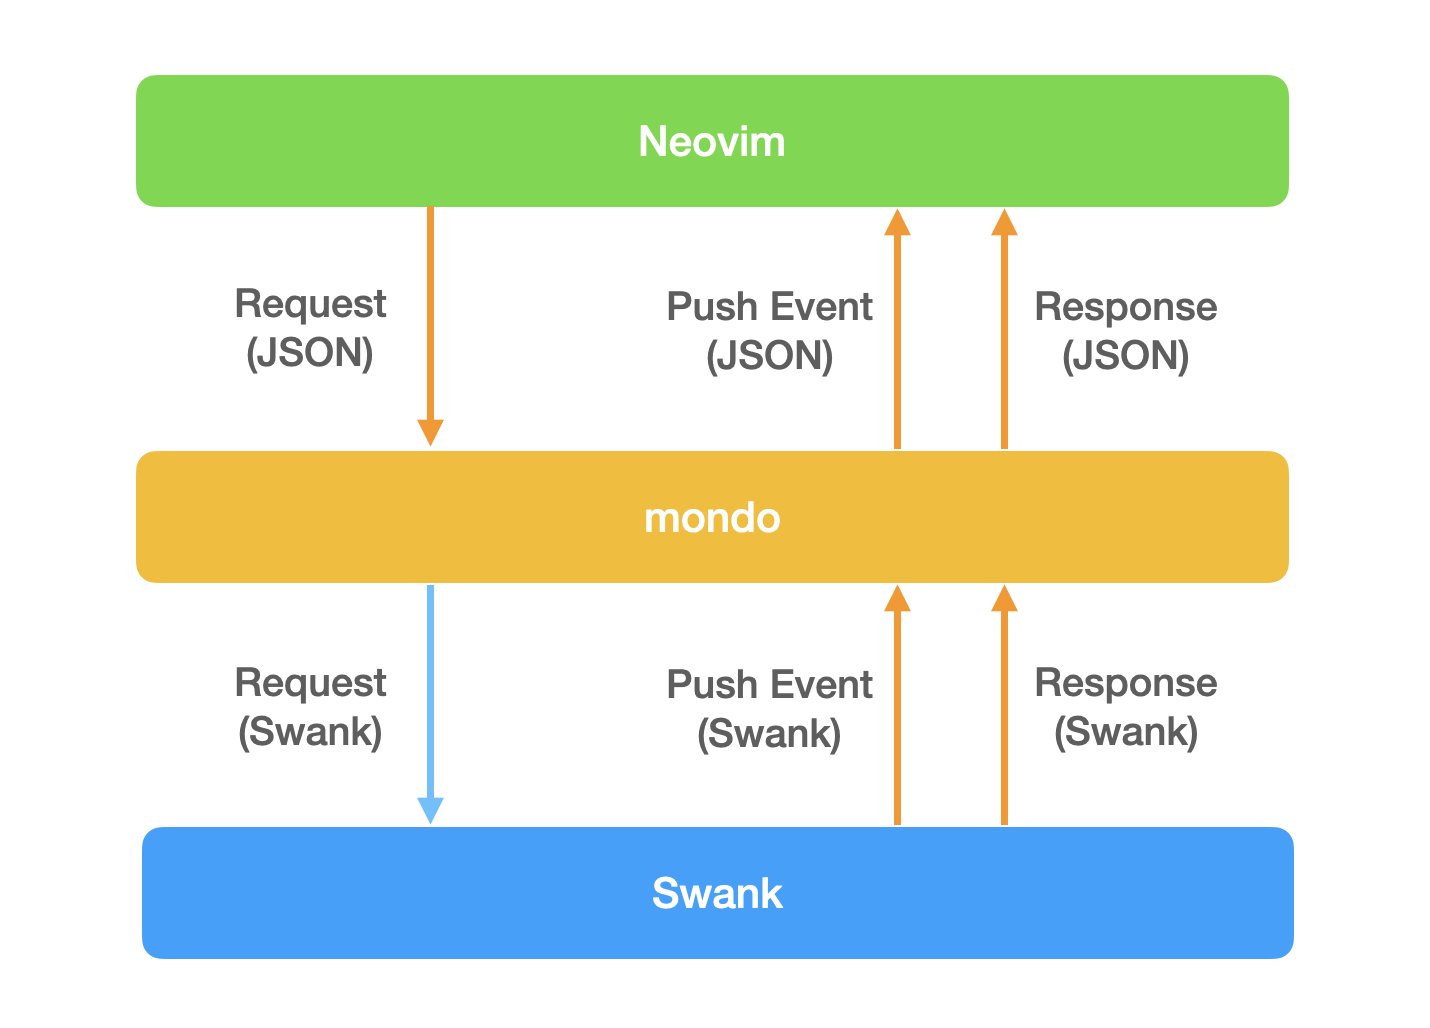 Neovim
Request
(JSON)
Push Event
(JSON)
Response
(JSON)
mondo
Request
(Swank)
Push Event
(Swank)
Response
(Swank)
Swank